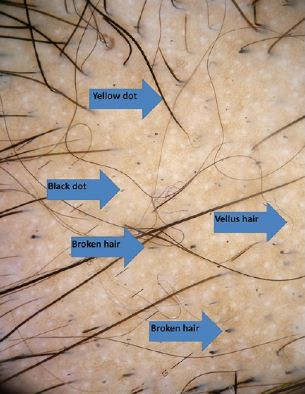 Yellow dot
Black dot
Vellus hair
Broken hair
Broken hair